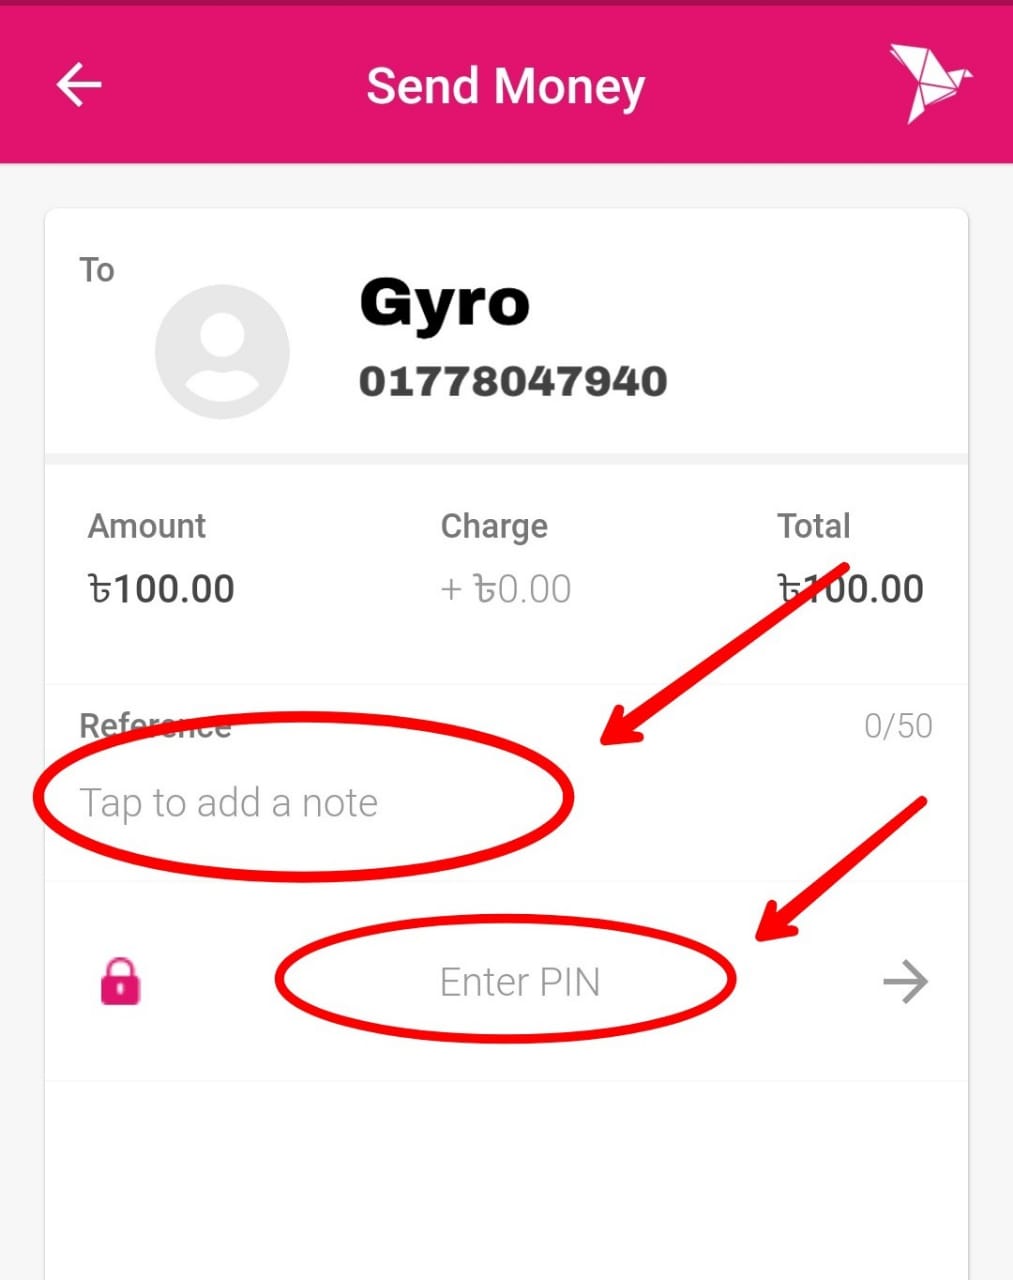 Send Money
To
Gyro
01778047940
Amount Charge Total
৳100.00 + ৳0.00 ৳100.00
Reference 0/50
Tap to add a note
Enter PIN